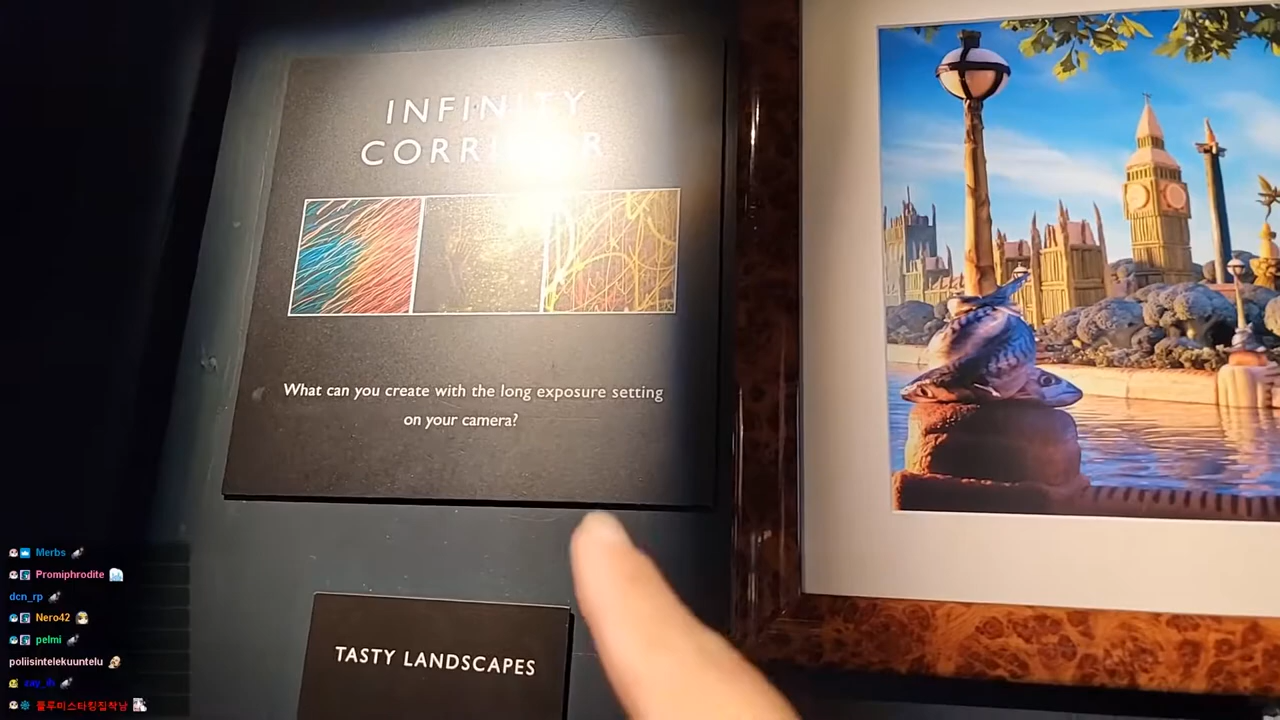 INFINITY
CORRIDOR
What can you create with the long exposure setting
on your camera?
TASTY LANDSCAPES
Merbs
Promiphrodite
dcn_rp
Nero42
pelmi
poliisintelekuuntelu